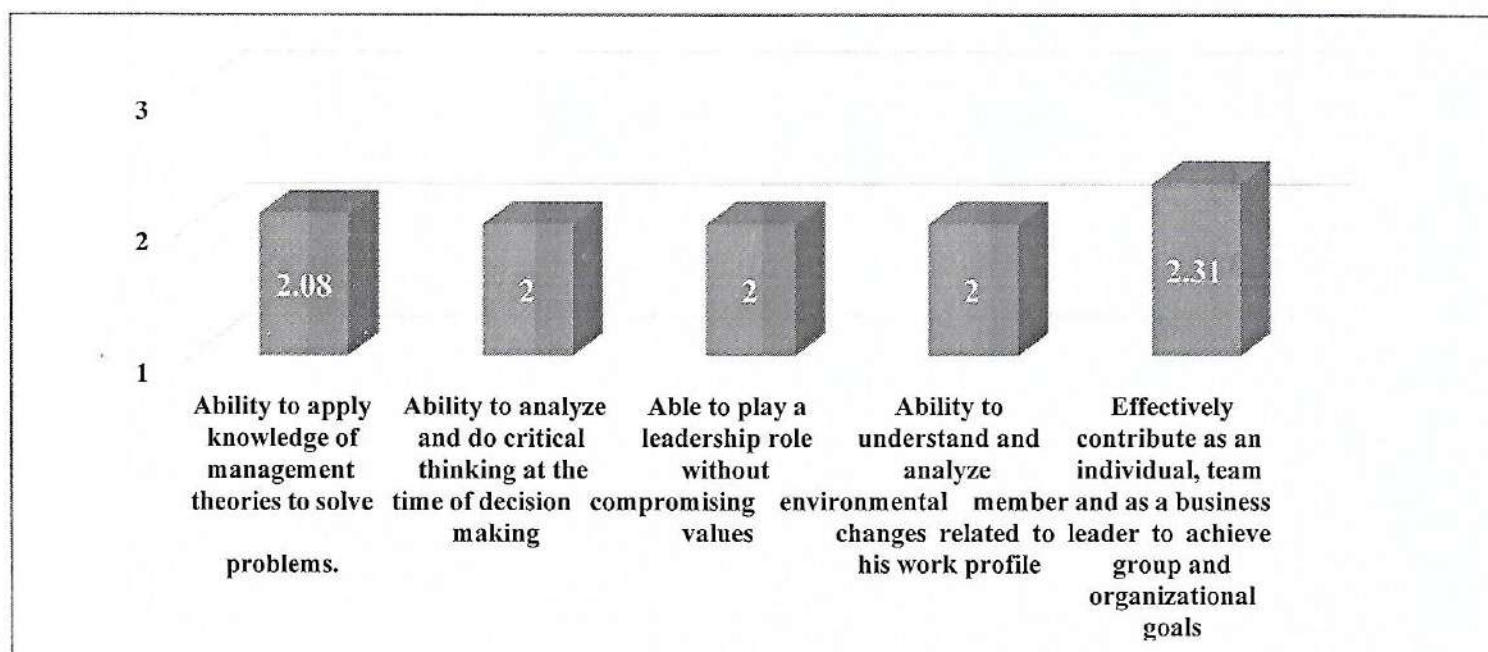 3
2
1
2.08
2
2
2
2.31
Ability to apply
knowledge of
management
theories to solve
problems.
Ability to analyze
and do critical
thinking at the
time of decision
making
Able to play a
leadership role
without
compromising
values
Ability to
understand and
analyze
environmental
changes related to
his work profile
Effectively
contribute as an
individual, team
member and as a business
leader to achieve
group and
organizational
goals